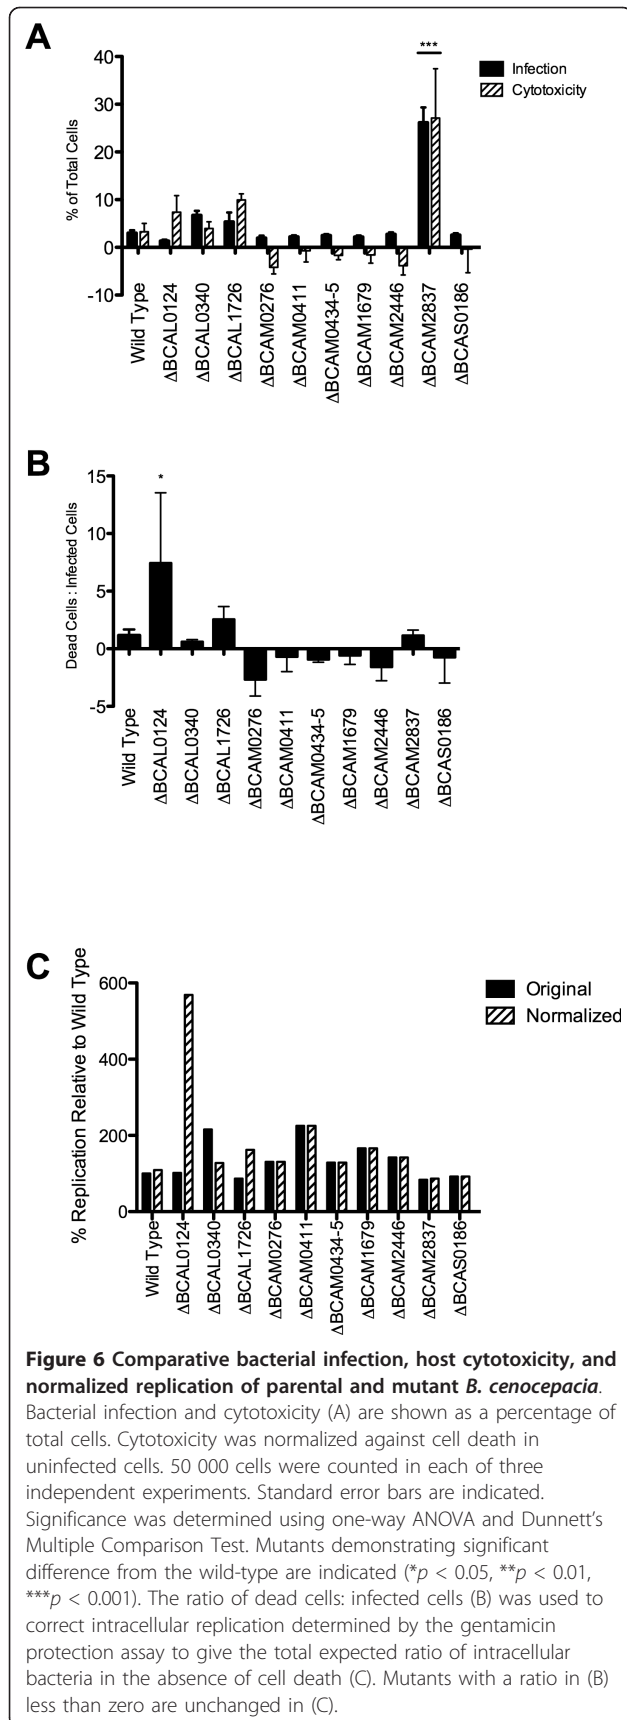 A
40
30
20
10
0
-10
% of Total Cells
***
Infection
Cytotoxicity
Wild Type
ΔBCAL0124
ΔBCAL0340
ΔBCAL1726
ΔBCAM0276
ΔBCAM0411
ΔBCAM0434-5
ΔBCAM1679
ΔBCAM2446
ΔBCAM2837
ΔBCAS0186
B
15
10
5
0
-5
Dead Cells : Infected Cells
*
Wild Type
ΔBCAL0124
ΔBCAL0340
ΔBCAL1726
ΔBCAM0276
ΔBCAM0411
ΔBCAM0434-5
ΔBCAM1679
ΔBCAM2446
ΔBCAM2837
ΔBCAS0186
C
600
400
200
0
% Replication Relative to Wild Type
Original
Normalized
Wild Type
ΔBCAL0124
ΔBCAL0340
ΔBCAL1726
ΔBCAM0276
ΔBCAM0411
ΔBCAM0434-5
ΔBCAM1679
ΔBCAM2446
ΔBCAM2837
ΔBCAS0186
Figure 6 Comparative bacterial infection, host cytotoxicity, and
normalized replication of parental and mutant B. cenocepacia.
Bacterial infection and cytotoxicity (A) are shown as a percentage of
total cells. Cytotoxicity was normalized against cell death in
uninfected cells. 50 000 cells were counted in each of three
independent experiments. Standard error bars are indicated.
Significance was determined using one-way ANOVA and Dunnett's
Multiple Comparison Test. Mutants demonstrating significant
difference from the wild-type are indicated (*p < 0.05, **p < 0.01,
***p < 0.001). The ratio of dead cells: infected cells (B) was used to
correct intracellular replication determined by the gentamicin
protection assay to give the total expected ratio of intracellular
bacteria in the absence of cell death (C). Mutants with a ratio in (B)
less than zero are unchanged in (C).